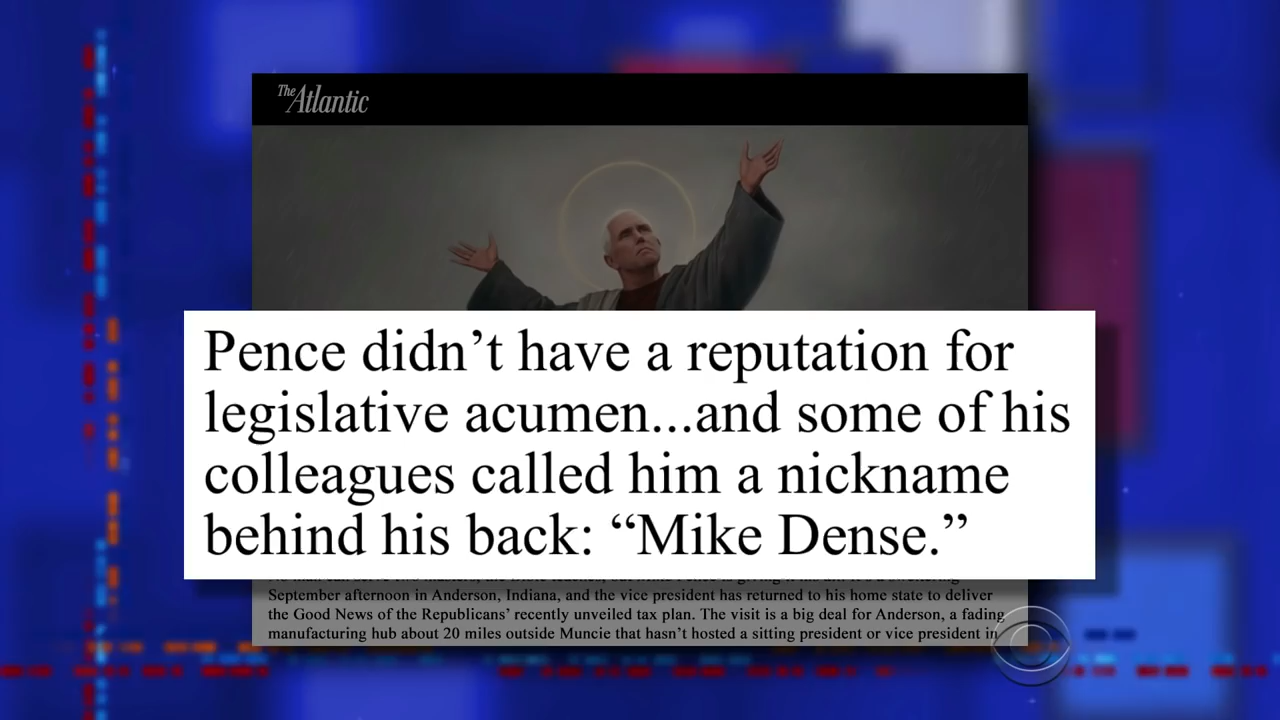 The Atlantic
Pence didn’t have a reputation for
legislative acumen...and some of his
colleagues called him a nickname
behind his back: “Mike Dense.”
September afternoon in Anderson, Indiana, and the vice president has returned to his home state to deliver
the Good News of the Republicans’ recently unveiled tax plan. The visit is a big deal for Anderson, a fading
manufacturing hub about 20 miles outside Muncie that hasn’t hosted a sitting president or vice president in